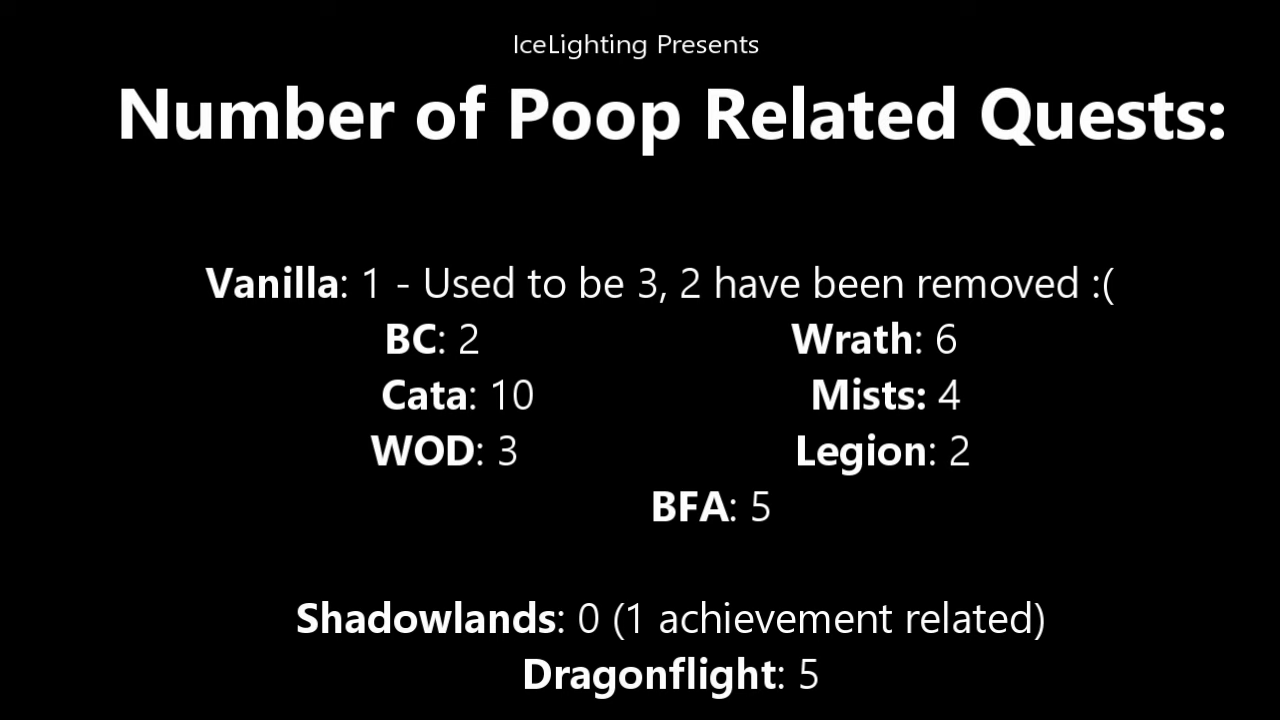 IceLighting Presents
Number of Poop Related Quests:
Vanilla: 1 - Used to be 3, 2 have been removed :(
BC: 2 Wrath: 6
Cata: 10 Mists: 4
WOD: 3 Legion: 2
BFA: 5
Shadowlands: 0 (1 achievement related)
Dragonflight: 5